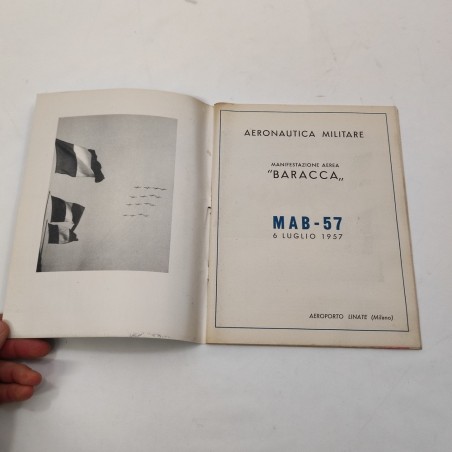 AERONAUTICA MILITARE
MANIFESTAZIONE AEREA
"BARACCA„
MAB-57
6 LUGLIO 1957
AEROPORTO LINATE (Milano)